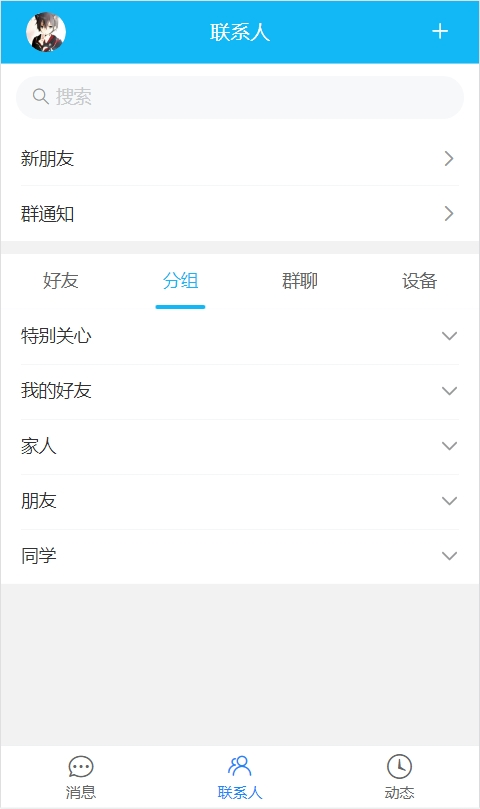 联系人
搜索
新朋友
群通知
好友 分组 群聊 设备
特别关心
我的好友
家人
朋友
同学
消息 联系人 动态